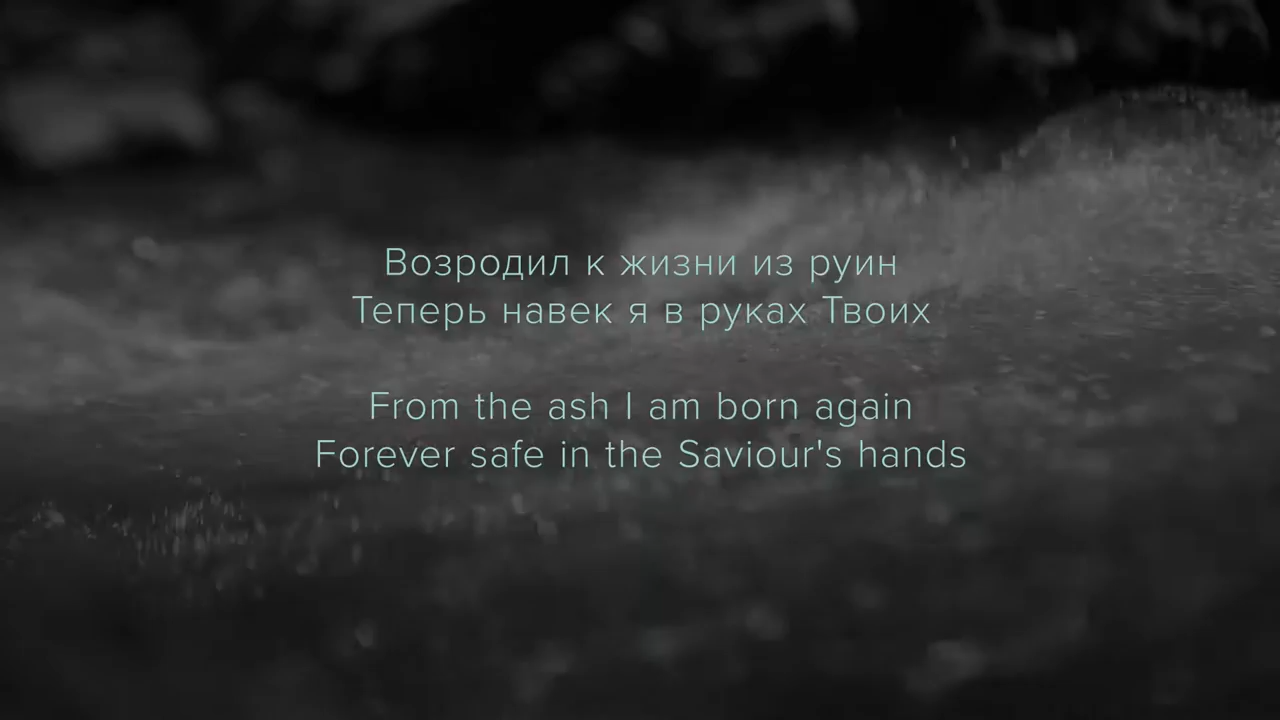 Возродил к жизни из руин
Теперь навек я в руках Твоих
From the ash I am born again
Forever safe in the Saviour's hands